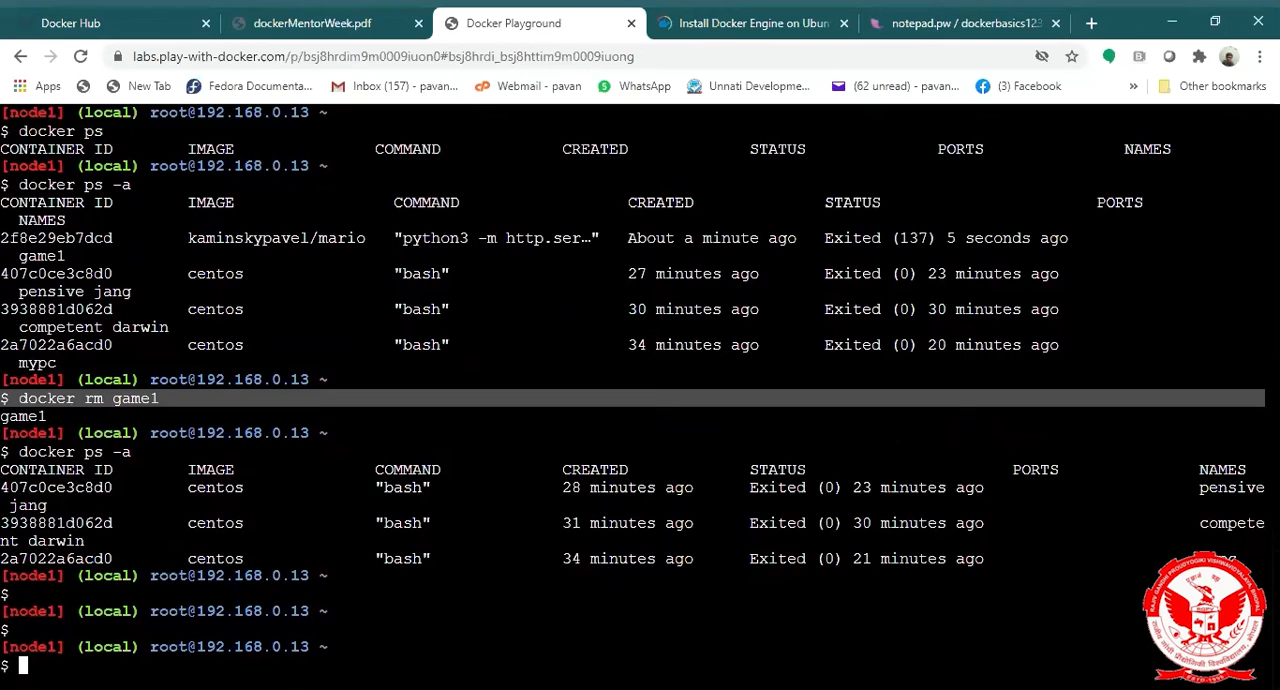 Docker Hub
dockerMentorWeek.pdf
Docker Playground
Install Docker Engine on Ubun
notepad.pw / dockerbasics123
labs.play-with-docker.com/p/bsj8hrdim9m0009iuon0#bsj8hrdi_bsj8httim9m0009iuong
Apps New Tab Fedora Documenta... Inbox (157) - pavan,... Webmail - pavan WhatsApp Unnati Developme... (62 unread) - pavan,... (3) Facebook » Other bookmarks
[node1] (local) root@192.168.0.13 ~
$ docker ps
CONTAINER ID IMAGE COMMAND CREATED STATUS PORTS NAMES
[node1] (local) root@192.168.0.13 ~
$ docker ps -a
CONTAINER ID IMAGE COMMAND CREATED STATUS PORTS
NAMES
2f8e29eb7dcd kaminskypavel/mario "python3 -m http.ser…" About a minute ago Exited (137) 5 seconds ago
game1
407c0ce3c8d0 centos "bash" 27 minutes ago Exited (0) 23 minutes ago
pensive jang
3938881d062d centos "bash" 30 minutes ago Exited (0) 30 minutes ago
competent darwin
2a7022a6acd0 centos "bash" 34 minutes ago Exited (0) 20 minutes ago
mypc
[node1] (local) root@192.168.0.13 ~
$ docker rm game1
game1
[node1] (local) root@192.168.0.13 ~
$ docker ps -a
CONTAINER ID IMAGE COMMAND CREATED STATUS PORTS NAMES
407c0ce3c8d0 centos "bash" 28 minutes ago Exited (0) 23 minutes ago pensive
jang
3938881d062d centos "bash" 31 minutes ago Exited (0) 30 minutes ago compete
nt darwin
2a7022a6acd0 centos "bash" 34 minutes ago Exited (0) 21 minutes ago
[node1] (local) root@192.168.0.13 ~
$
[node1] (local) root@192.168.0.13 ~
$
[node1] (local) root@192.168.0.13 ~
$